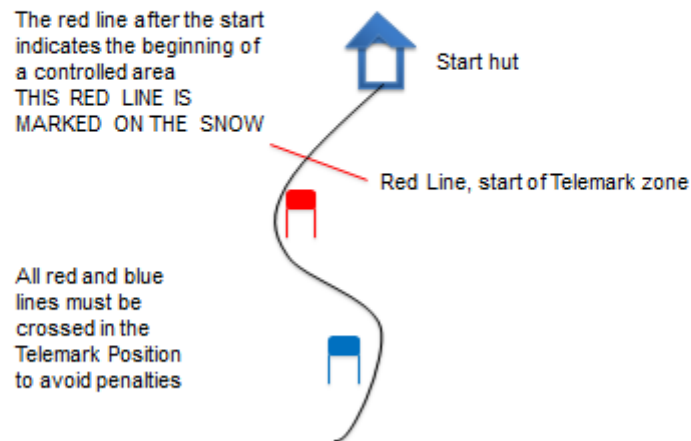 The red line after the start
indicates the beginning of
a controlled area
THIS RED LINE IS
MARKED ON THE SNOW
Start hut
Red Line, start of Telemark zone
All red and blue
lines must be
crossed in the
Telemark Position
to avoid penalties